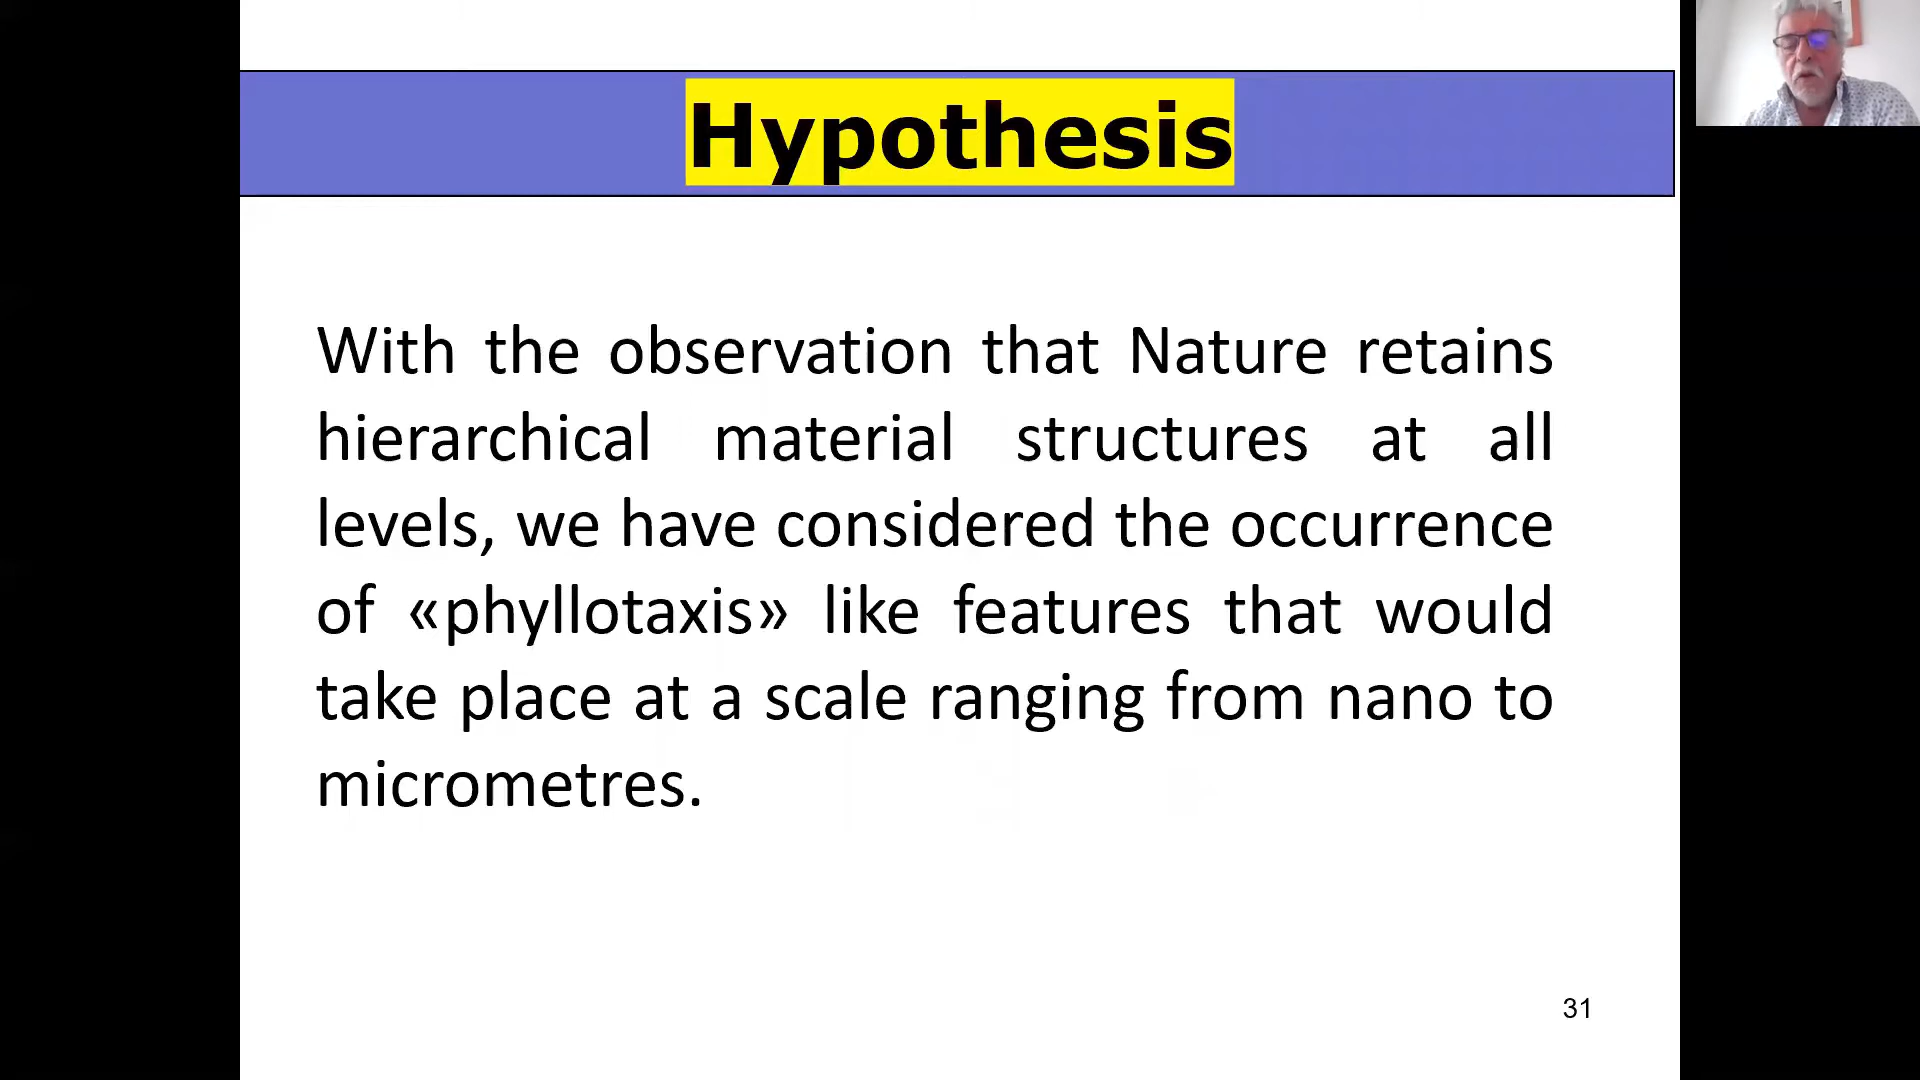 Hypothesis
With the observation that Nature retains
hierarchical material structures at all
levels, we have considered the occurrence
of «phyllotaxis» like features that would
take place at a scale ranging from nano to
micrometres.
31